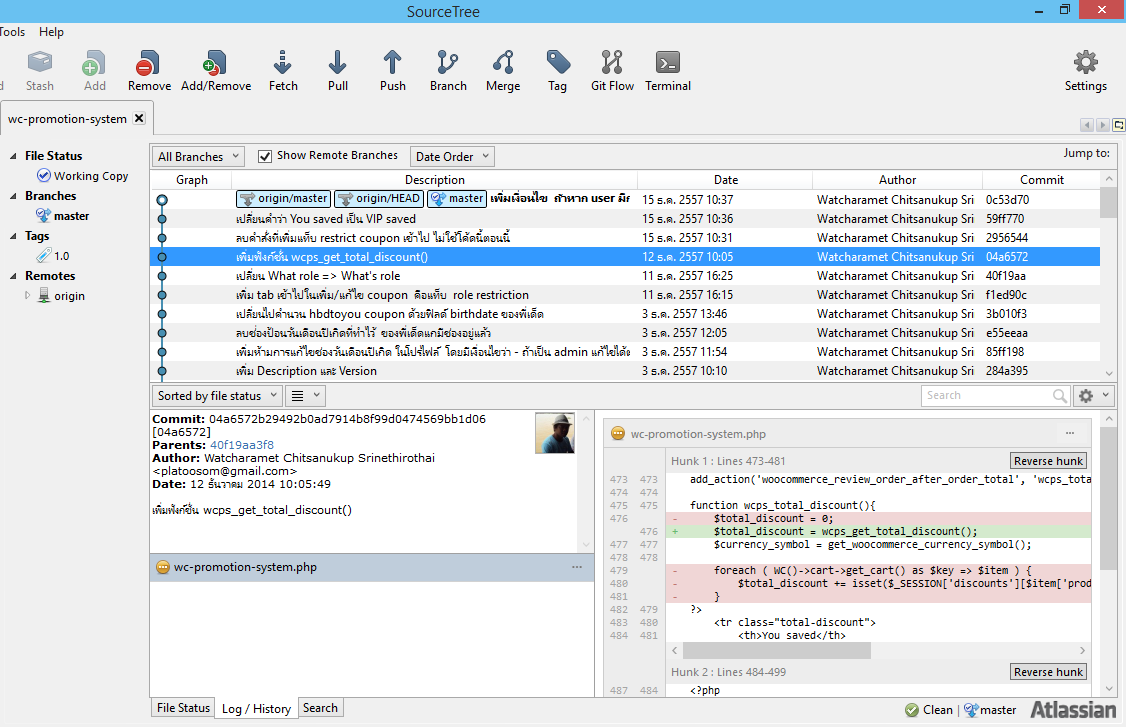 SourceTree
Tools Help
Stash Add Remove Add/Remove Fetch Pull Push Branch Merge Tag Git Flow Terminal Settings
wc-promotion-system
File Status
Working Copy
Branches
master
Tags
1.0
Remotes
origin
All Branches Show Remote Branches Date Order Jump to:
Graph Description Date Author Commit
origin/master origin/HEAD master เพิ่มเงื่อนไข ถ้าหาก user มี 15 ธ.ค. 2557 10:37 Watcharamet Chitsanukup Sri 0c53d70
เปลี่ยนคำว่า You saved เป็น VIP saved 15 ธ.ค. 2557 10:36 Watcharamet Chitsanukup Sri 59ff770
ลบคำสั่งที่เพิ่มแท็บ restrict coupon เข้าไป ไม่ใช้โค้ดนี้ตอนนี้ 15 ธ.ค. 2557 10:31 Watcharamet Chitsanukup Sri 2956544
เพิ่มฟังก์ชั่น wcps_get_total_discount() 12 ธ.ค. 2557 10:05 Watcharamet Chitsanukup Sri 04a6572
เปลี่ยน What role => What's role 11 ธ.ค. 2557 16:25 Watcharamet Chitsanukup Sri 40f19aa
เพิ่ม tab เข้าไปในเพิ่ม/แก้ไข coupon คือแท็บ role restriction 11 ธ.ค. 2557 16:15 Watcharamet Chitsanukup Sri f1ed90c
เปลี่ยนไปคำนวน hbdtoyou coupon ด้วยฟิลด์ birthdate ของพี่เด็ด 3 ธ.ค. 2557 13:46 Watcharamet Chitsanukup Sri 3b010f3
ลบช่องป้อนวันเดือนปีเกิดที่ทำไว้ ของพี่เด็ดแกมีช่องอยู่แล้ว 3 ธ.ค. 2557 12:05 Watcharamet Chitsanukup Sri e55eeaa
เพิ่มห้ามการแก้ไขช่องวันเดือนปีเกิด ในโปรไฟล์ โดยมีเงื่อนไขว่า - ถ้าเป็น admin แก้ไขได้ 3 ธ.ค. 2557 11:54 Watcharamet Chitsanukup Sri 85ff198
เพิ่ม Description และ Version 3 ธ.ค. 2557 10:10 Watcharamet Chitsanukup Sri 284a395
Sorted by file status Search
Commit: 04a6572b29492b0ad7914b8f99d0474569bb1d06
[04a6572]
Parents: 40f19aa3f8
Author: Watcharamet Chitsanukup Srinethirothai
<platoosom@gmail.com>
Date: 12 ธันวาคม 2014 10:05:49
เพิ่มฟังก์ชั่น wcps_get_total_discount()
wc-promotion-system.php ...
wc-promotion-system.php ...
Hunk 1 : Lines 473-481 Reverse hunk
473 473 add_action('woocommerce_review_order_after_order_total', 'wcps_tota
474 474
475 475 function wcps_total_discount(){
476 - $total_discount = 0;
476 + $total_discount = wcps_get_total_discount();
477 477 $currency_symbol = get_woocommerce_currency_symbol();
478 478
479 - foreach ( WC()->cart->get_cart() as $key => $item ) {
480 - $total_discount += isset($_SESSION['discounts'][$item['prod
481 - }
482 479 ?>
483 480 <tr class="total-discount">
484 481 <th>You saved</th>
Hunk 2 : Lines 484-499 Reverse hunk
487 484 <?php
File Status Log / History Search
Clean | master Atlassian